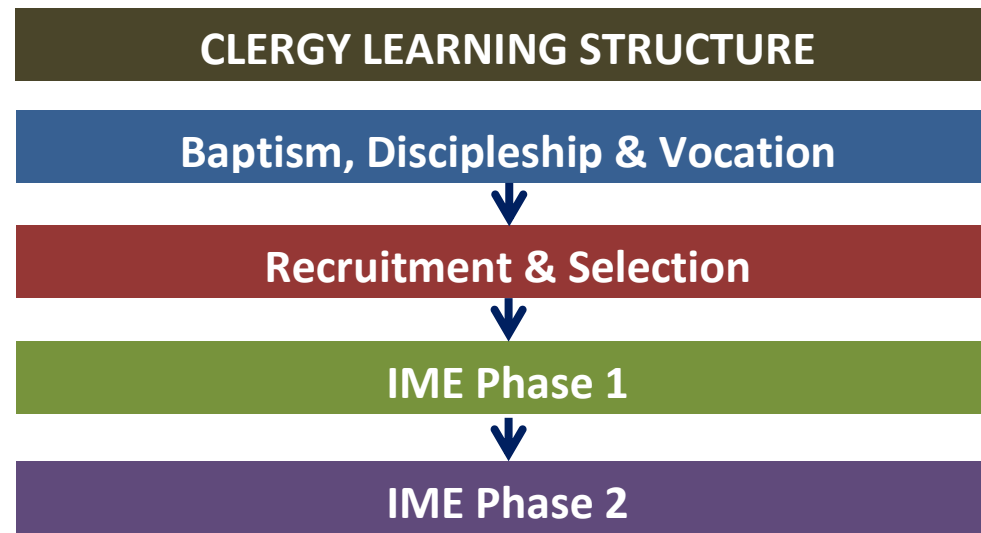 CLERGY LEARNING STRUCTURE
Baptism, Discipleship & Vocation
Recruitment & Selection
IME Phase 1
IME Phase 2